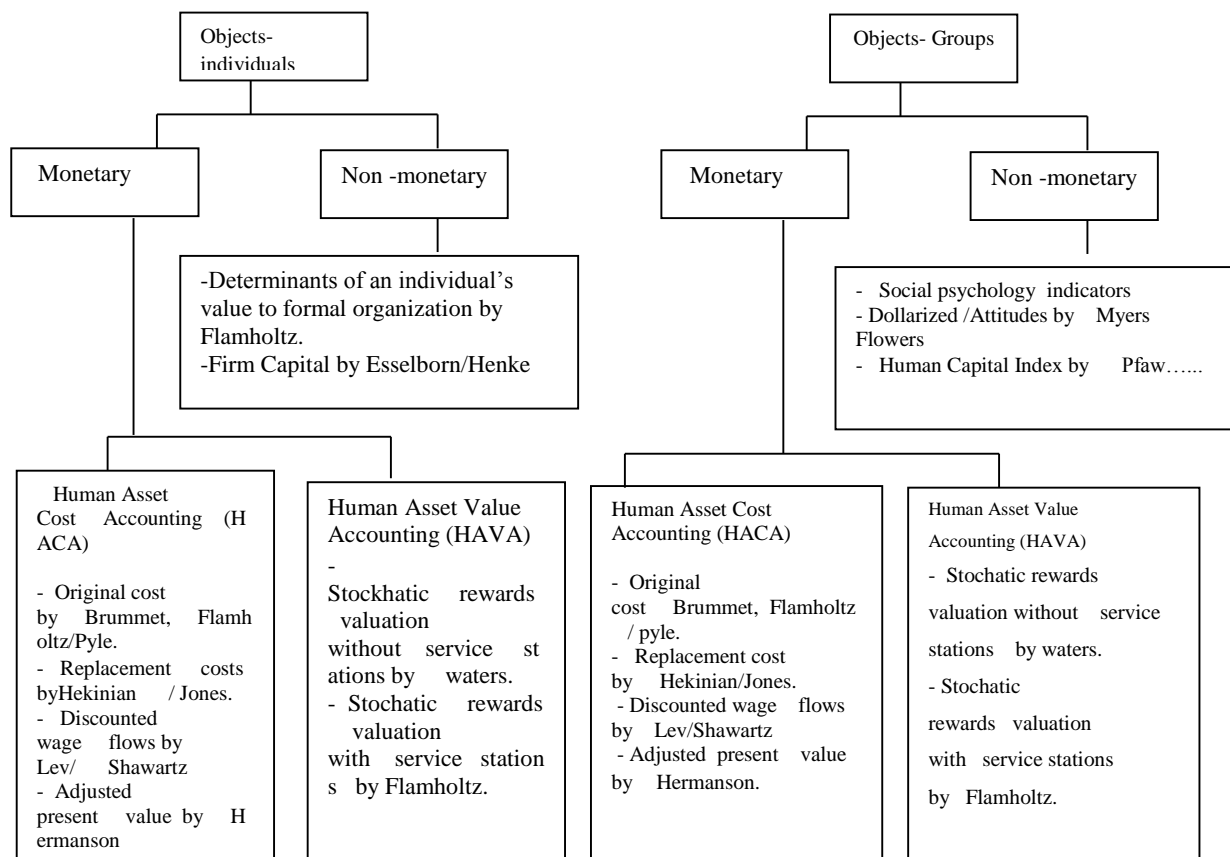 Objects-
individuals
Objects- Groups
Monetary
Non -monetary
Monetary
Non -monetary
-Determinants of an individual’s
value to formal organization by
Flamholtz.
-Firm Capital by Esselborn/Henke
- Social psychology indicators
- Dollarized /Attitudes by Myers
Flowers
- Human Capital Index by Pfaw…...
Human Asset
Cost Accounting (H
ACA)
- Original cost
by Brummet, Flamh
oltz/Pyle.
- Replacement costs
byHekinian / Jones.
- Discounted
wage flows by
Lev/ Shawartz
- Adjusted
present value by H
ermanson
Human Asset Value
Accounting (HAVA)
-
Stockhatic rewards
valuation
without service st
ations by waters.
- Stochatic rewards
valuation
with service station
s by Flamholtz.
Human Asset Cost
Accounting (HACA)
- Original
cost Brummet, Flamholtz
/ pyle.
- Replacement cost
by Hekinian/Jones.
- Discounted wage flows
by Lev/Shawartz
- Adjusted present value
by Hermanson.
Human Asset Value
Accounting (HAVA)
- Stochatic rewards
valuation without service
stations by waters.
- Stochatic
rewards valuation
with service stations
by Flamholtz.